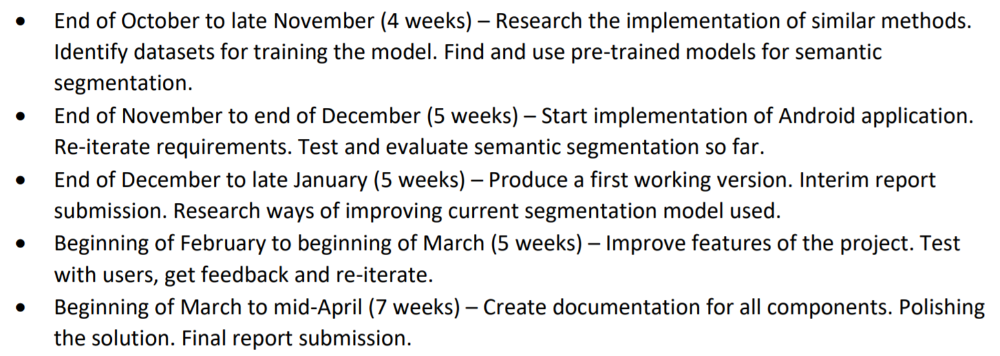 • End of October to late November (4 weeks) – Research the implementation of similar methods.
Identify datasets for training the model. Find and use pre-trained models for semantic
segmentation.
• End of November to end of December (5 weeks) – Start implementation of Android application.
Re-iterate requirements. Test and evaluate semantic segmentation so far.
• End of December to late January (5 weeks) – Produce a first working version. Interim report
submission. Research ways of improving current segmentation model used.
• Beginning of February to beginning of March (5 weeks) – Improve features of the project. Test
with users, get feedback and re-iterate.
• Beginning of March to mid-April (7 weeks) – Create documentation for all components. Polishing
the solution. Final report submission.